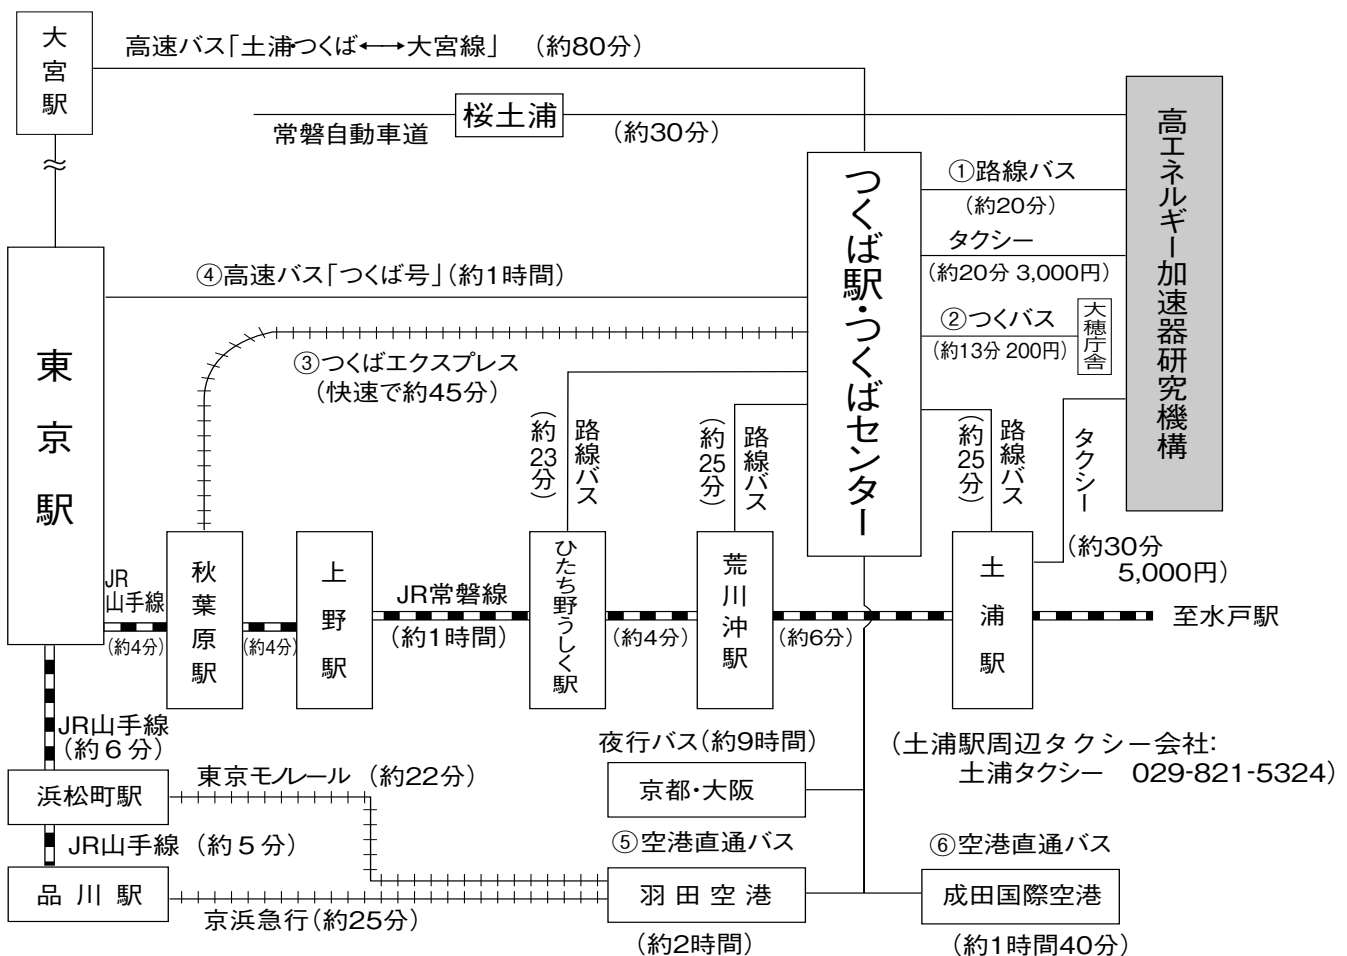 大宮駅
高速バス「土浦つくば⟷大宮線」 (約80分)
常磐自動車道
桜土浦
(約30分)
高エネルギー加速器研究機構
つくば駅・つくばセンター
①路線バス
(約20分)
タクシー
(約20分 3,000円)
②つくバス
(約13分 200円)
大穂庁舎
東京駅
④高速バス「つくば号」(約1時間)
③つくばエクスプレス
(快速で約45分)
路線バス
(約23分)
路線バス
(約25分)
路線バス
(約25分)
タクシー
(約30分
5,000円)
JR
山手線
(約4分)
秋葉原駅
(約4分)
上野駅
JR常磐線
(約1時間)
ひたち野うしく駅
(約4分)
荒川沖駅
(約6分)
土浦駅
至水戸駅
JR山手線
(約6分)
浜松町駅
東京モノレール (約22分)
JR山手線 (約5分)
品川駅
京浜急行(約25分)
夜行バス(約9時間)
京都・大阪
(土浦駅周辺タクシー会社:
土浦タクシー 029-821-5324)
⑤空港直通バス
羽田空港
(約2時間)
⑥空港直通バス
成田国際空港
(約1時間40分)